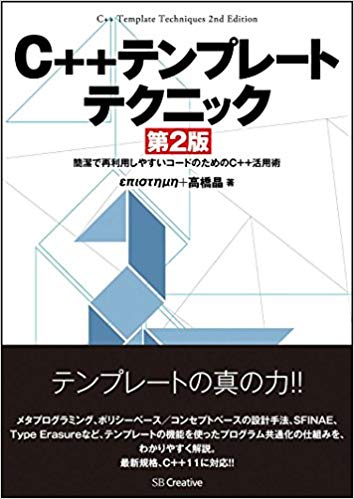 C++ Template Techniques 2nd Edition
C++テンプレート
テクニック
第2版
簡潔で再利用しやすいコードのためのC++活用術
επιστημη+高橋晶 著
テンプレートの真の力!!
メタプログラミング、ポリシーベース/コンセプトベースの設計手法、SFINAE、
Type Erasureなど、テンプレートの機能を使ったプログラム共通化の仕組みを、
わかりやすく解説。
最新規格、C++11に対応!!
SB Creative